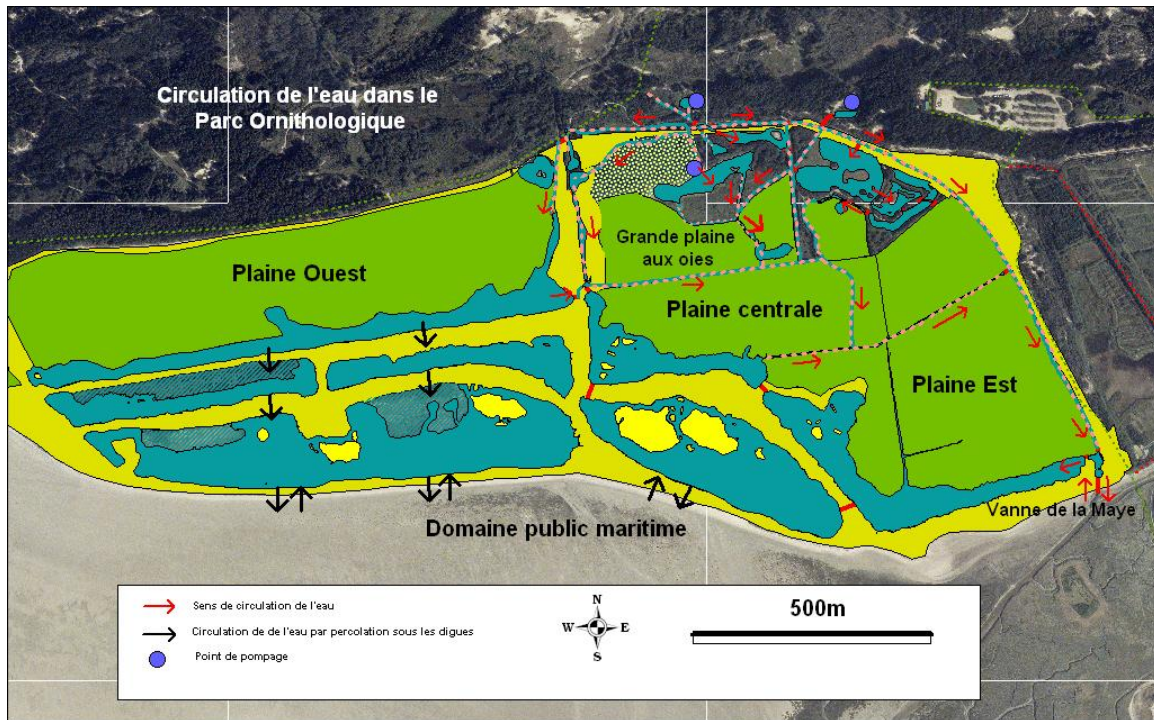 Circulation de l'eau dans le
Parc Ornithologique
Grande plaine
aux oies
Plaine Ouest
Plaine centrale
Plaine Est
Vanne de la Maye
Domaine public maritime
Sens de circulation de l'eau
Circulation de de l'eau par percolation sous les digues
Point de pompage
N
W E
S
500m